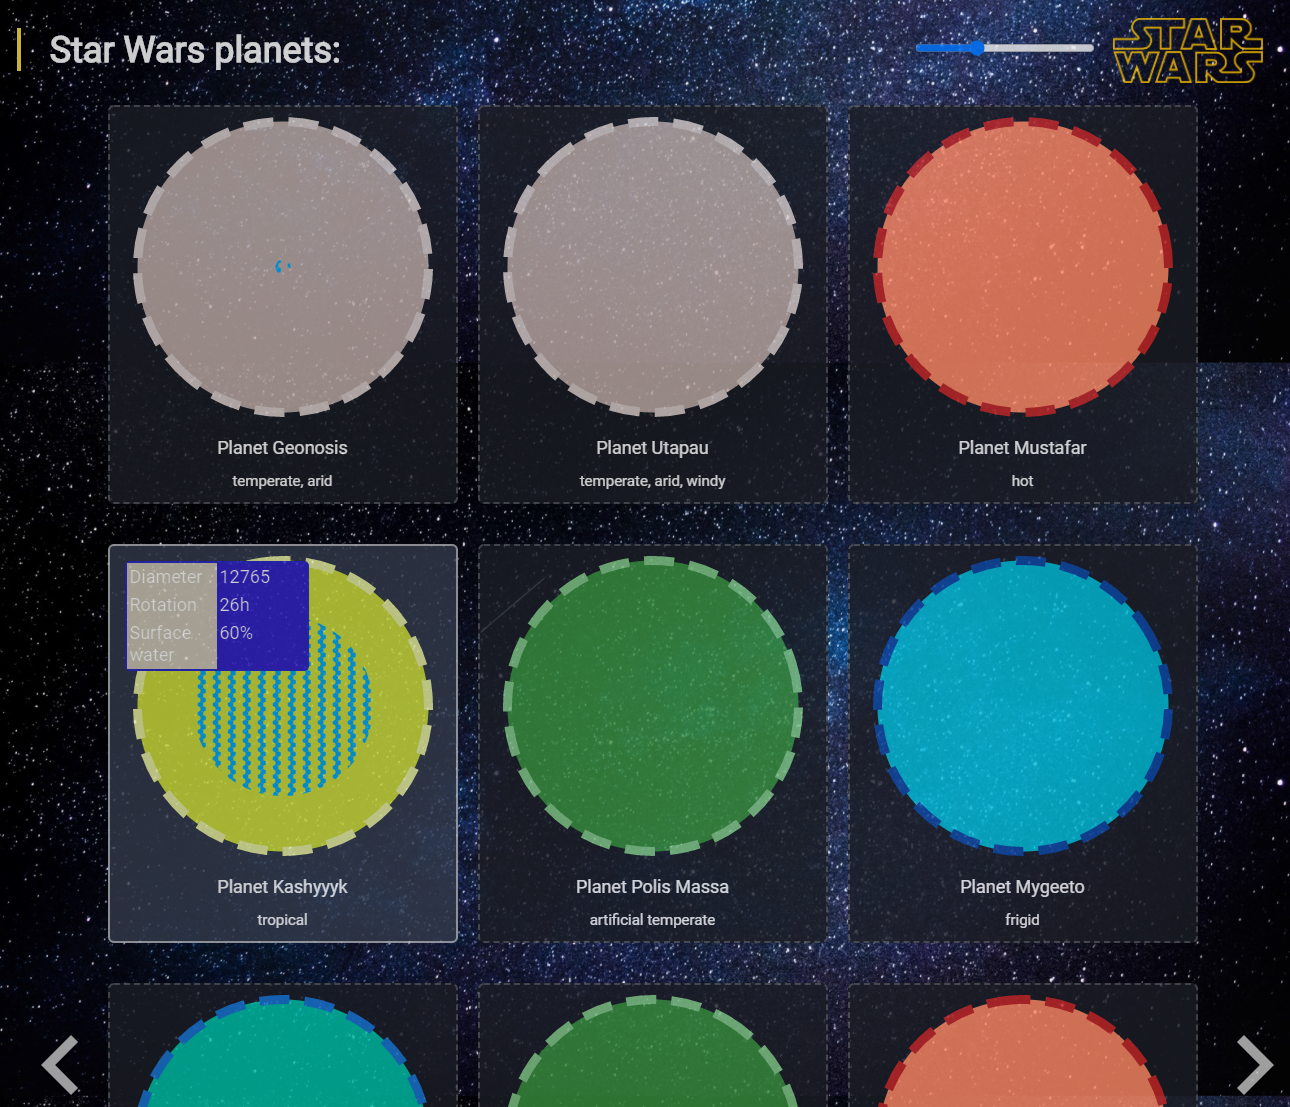 Star Wars planets:
STAR
WARS
Planet Geonosis
temperate, arid
Planet Utapau
temperate, arid, windy
Planet Mustafar
hot
Diameter 12765
Rotation 26h
Surface 60%
water
Planet Kashyyyk
tropical
Planet Polis Massa
artificial temperate
Planet Mygeeto
frigid